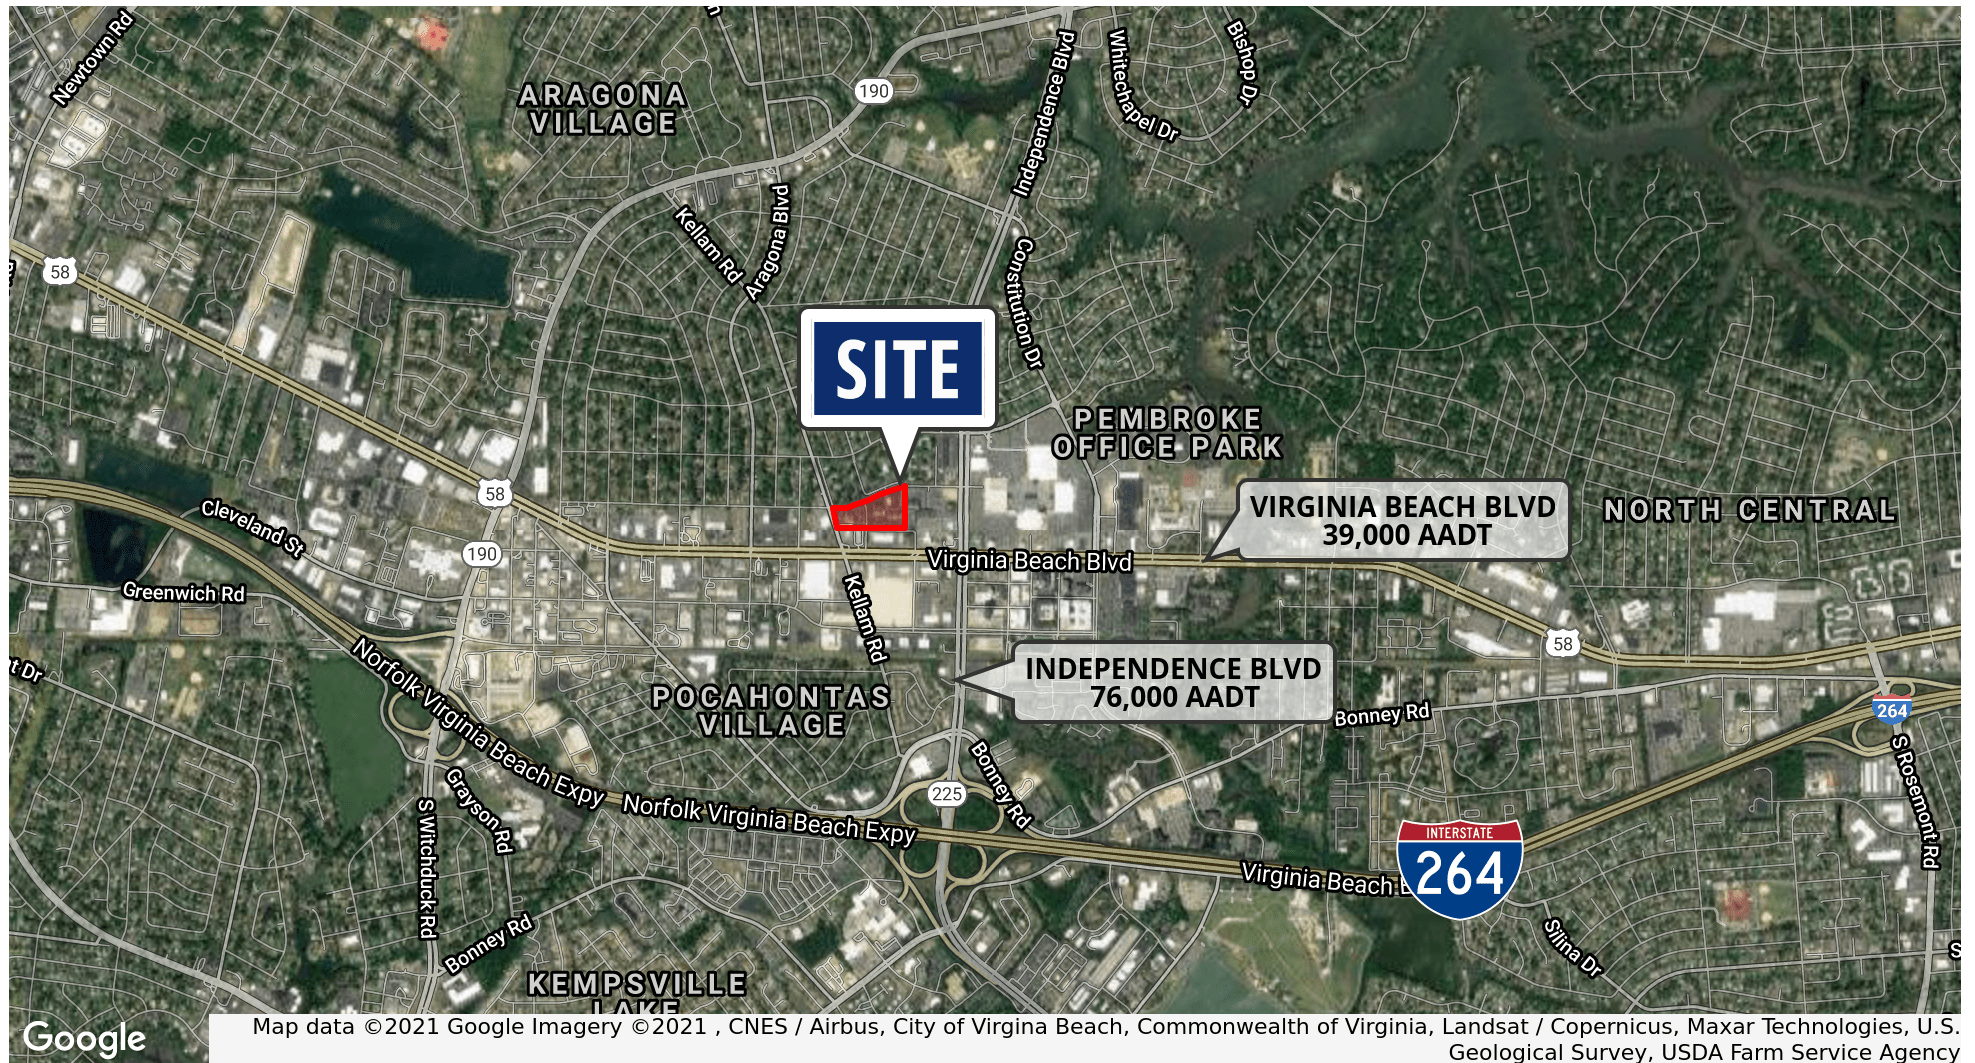 Newtown Rd
ARAGONA
VILLAGE
190
Independence Blvd
Whitechapel Dr
Bishop Dr
Kellam Rd
Aragona Blvd
Constitution Dr
58
SITE
PEMBROKE
OFFICE PARK
58
VIRGINIA BEACH BLVD
39,000 AADT
NORTH CENTRAL
Cleveland St
190
Virginia Beach Blvd
Greenwich Rd
Kellam Rd
58
t Dr
Norfolk Virginia Beach Expy
POCAHONTAS
VILLAGE
INDEPENDENCE BLVD
76,000 AADT
Bonney Rd
264
S Rosemont Rd
Grayson Rd
S Witchduck Rd
Norfolk Virginia Beach Expy
225
Bonney Rd
Virginia Beach E
INTERSTATE
264
Bonney Rd
Silina Dr
S
KEMPSVILLE
LAKE
Google
Map data ©2021 Google Imagery ©2021 , CNES / Airbus, City of Virgina Beach, Commonwealth of Virginia, Landsat / Copernicus, Maxar Technologies, U.S.
Geological Survey, USDA Farm Service Agency